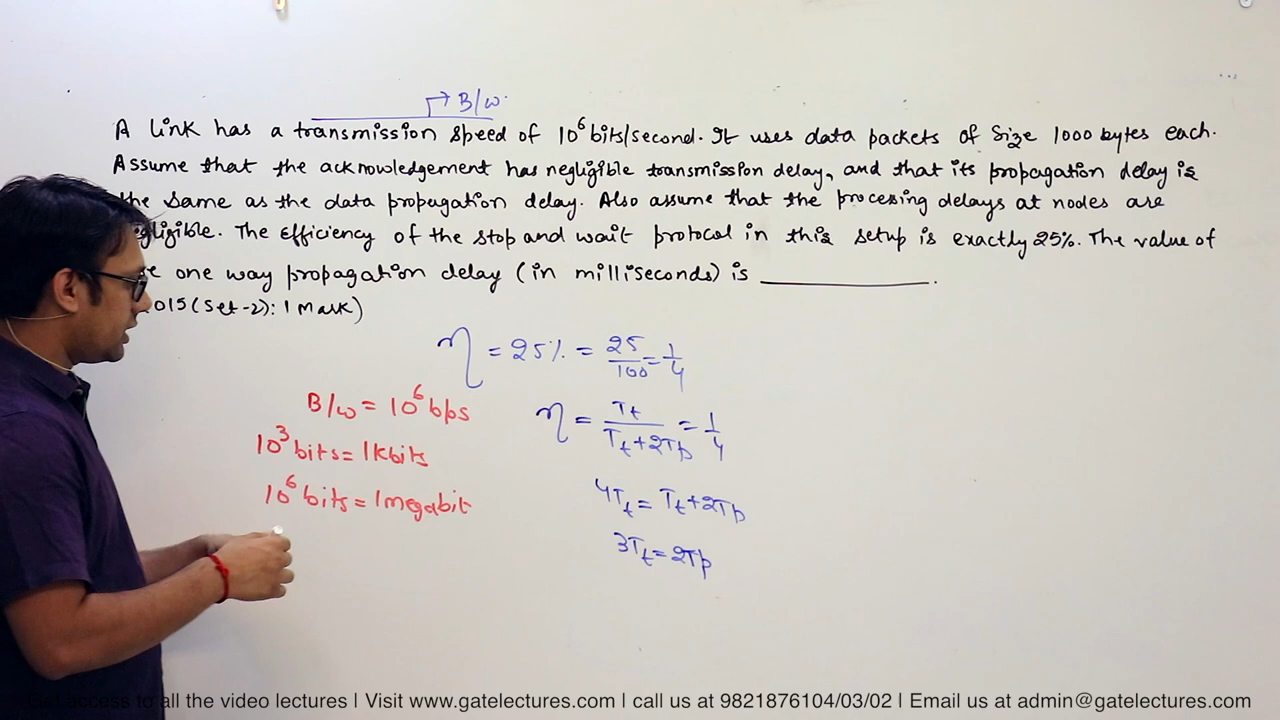 B/w.
A link has a transmission speed of 10^6 bits/second. It uses data packets of size 1000 bytes each.
Assume that the acknowledgement has negligible transmission delay, and that its propagation delay is
the same as the data propagation delay. Also assume that the procesing delays at nodes are
gligible. The efficiency of the stop and wait protocol in this setup is exactly 25%. The value of
e one way propagation delay (in milliseconds) is ____________.
015 (Set-2): 1 Mark)
η = 25% = 25/100 = 1/4
B/w = 10^6 bps
η = Tt/(Tt+2Tp) = 1/4
10^3 bits = 1Kbits
10^6 bits = 1megabit
4Tt = Tt+2Tp
3Tt = 2Tp
Get access to all the video lectures | Visit www.gatelectures.com | call us at 9821876104/03/02 | Email us at admin@gatelectures.com